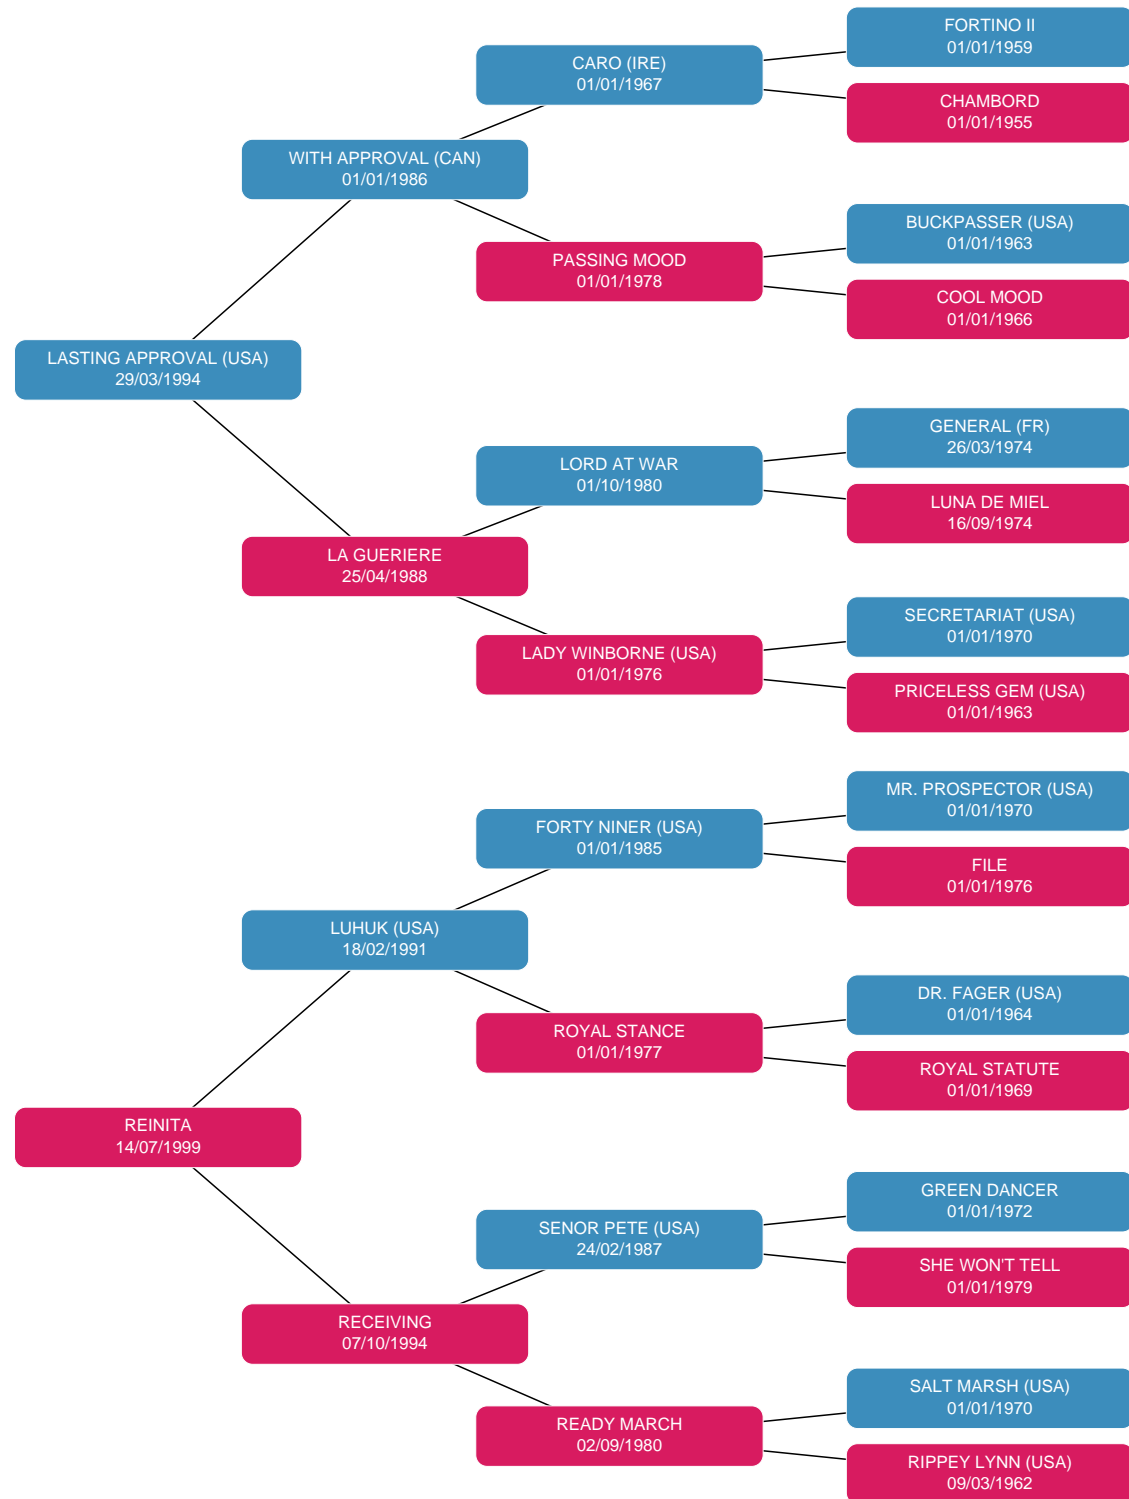 FORTINO II
01/01/1959
CARO (IRE)
01/01/1967
CHAMBORD
01/01/1955
WITH APPROVAL (CAN)
01/01/1986
BUCKPASSER (USA)
01/01/1963
PASSING MOOD
01/01/1978
COOL MOOD
01/01/1966
LASTING APPROVAL (USA)
29/03/1994
GENERAL (FR)
26/03/1974
LORD AT WAR
01/10/1980
LUNA DE MIEL
16/09/1974
LA GUERIERE
25/04/1988
SECRETARIAT (USA)
01/01/1970
LADY WINBORNE (USA)
01/01/1976
PRICELESS GEM (USA)
01/01/1963
MR. PROSPECTOR (USA)
01/01/1970
FORTY NINER (USA)
01/01/1985
FILE
01/01/1976
LUHUK (USA)
18/02/1991
DR. FAGER (USA)
01/01/1964
ROYAL STANCE
01/01/1977
ROYAL STATUTE
01/01/1969
REINITA
14/07/1999
GREEN DANCER
01/01/1972
SENOR PETE (USA)
24/02/1987
SHE WON'T TELL
01/01/1979
RECEIVING
07/10/1994
SALT MARSH (USA)
01/01/1970
READY MARCH
02/09/1980
RIPPEY LYNN (USA)
09/03/1962